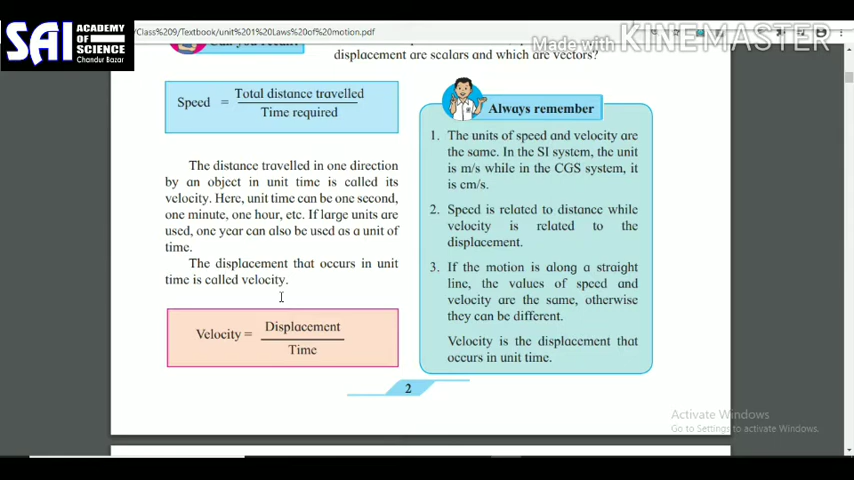 SAI
ACADEMY
OF SCIENCE
Chandur Bazar
/Class%209/Textbook/unit%201%20Laws%20of%20motion.pdf
Made with KINEMASTER
displacement are scalars and which are vectors?
Speed = Total distance travelled
Time required
The distance travelled in one direction
by an object in unit time is called its
velocity. Here, unit time can be one second,
one minute, one hour, etc. If large units are
used, one year can also be used as a unit of
time.
The displacement that occurs in unit
time is called velocity.
Velocity = Displacement
Time
Always remember
1. The units of speed and velocity are
the same. In the SI system, the unit
is m/s while in the CGS system, it
is cm/s.
2. Speed is related to distance while
velocity is related to the
displacement.
3. If the motion is along a straight
line, the values of speed and
velocity are the same, otherwise
they can be different.
Velocity is the displacement that
occurs in unit time.
2
Activate Windows
Go to Settings to activate Windows.